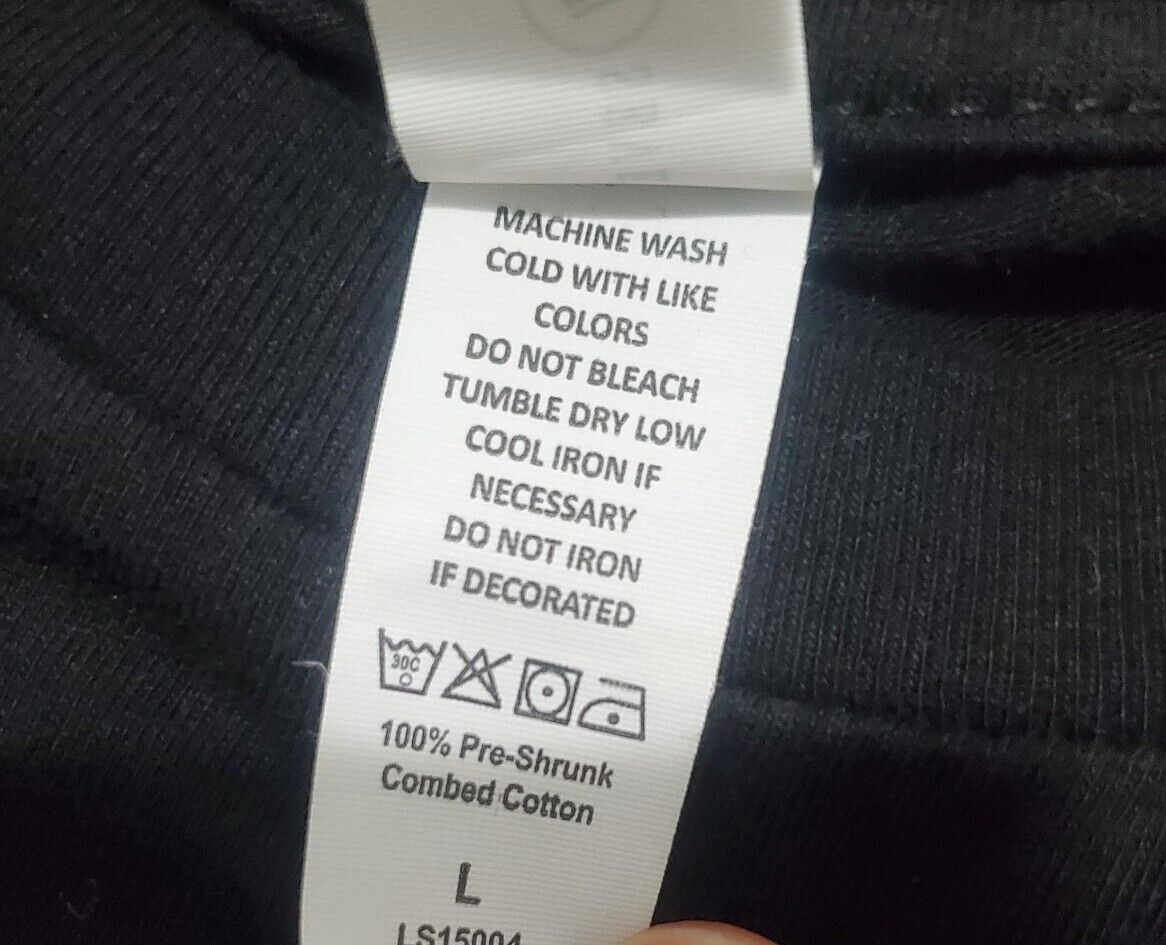 MACHINE WASH
COLD WITH LIKE
COLORS
DO NOT BLEACH
TUMBLE DRY LOW
COOL IRON IF
NECESSARY
DO NOT IRON
IF DECORATED
30C
100% Pre-Shrunk
Combed Cotton
L
LS15004